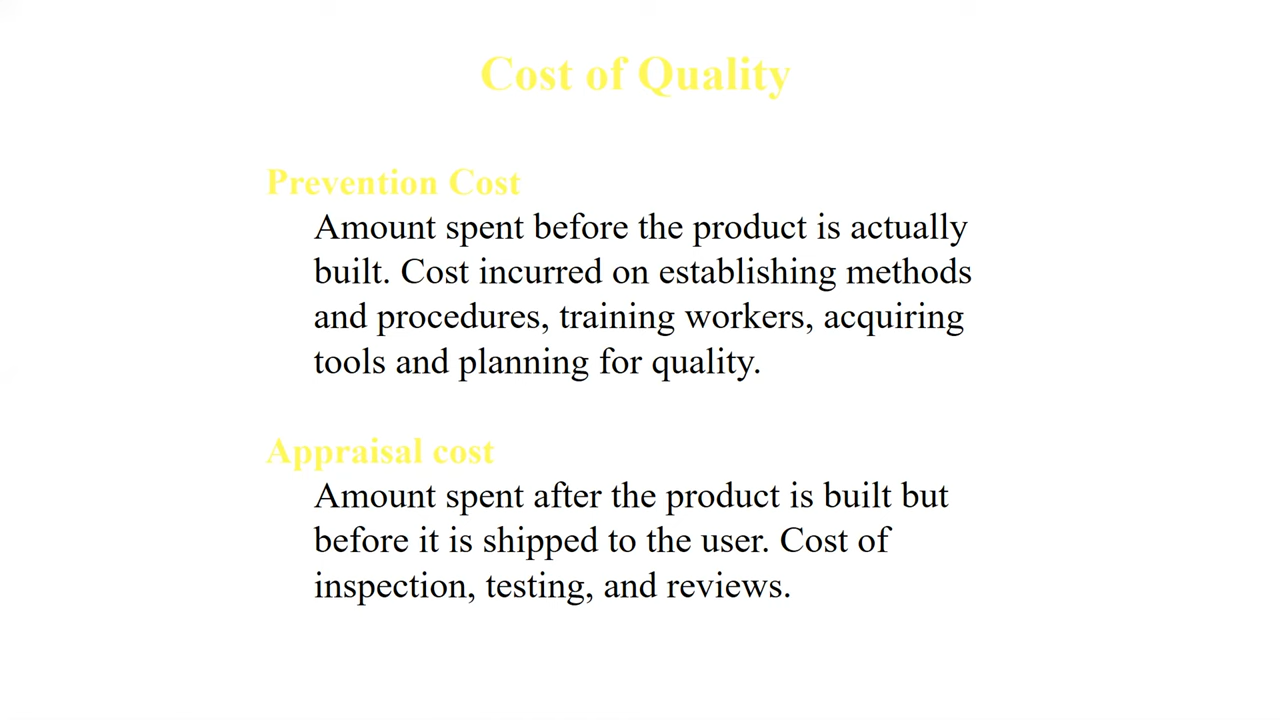 Cost of Quality
Prevention Cost
Amount spent before the product is actually
built. Cost incurred on establishing methods
and procedures, training workers, acquiring
tools and planning for quality.
Appraisal cost
Amount spent after the product is built but
before it is shipped to the user. Cost of
inspection, testing, and reviews.